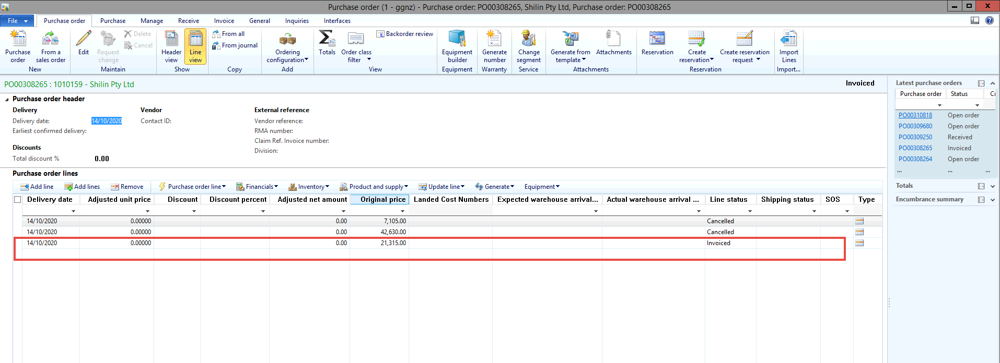 Purchase order (1 - ggnz) - Purchase order: PO00308265, Shilin Pty Ltd, Purchase order: PO00308265
File Purchase order Purchase Manage Receive Invoice General Inquiries Interfaces
Purchase order
From a sales order
New
Edit
Request change
Delete
Cancel
Maintain
Header view
Line view
Show
From all
From journal
Copy
Ordering configuration
Add
Totals
Order class filter
Backorder review
View
Equipment builder
Equipment
Generate number
Warranty
Change segment
Service
Generate from template
Attachments
Attachments
Reservation
Create reservation
Create reservation request
Reservation
Import Lines
Import...
PO00308265 : 1010159 - Shilin Pty Ltd
Invoiced
Purchase order header
Delivery
Delivery date: 14/10/2020
Earliest confirmed delivery:
Discounts
Total discount % 0.00
Vendor
Contact ID:
External reference
Vendor reference:
RMA number:
Claim Ref. Invoice number:
Division:
Purchase order lines
Add line Add lines Remove Purchase order line Financials Inventory Product and supply Update line Generate Equipment
Delivery date Adjusted unit price Discount Discount percent Adjusted net amount Original price Landed Cost Numbers Expected warehouse arrival... Actual warehouse arrival ... Line status Shipping status SOS Type
14/10/2020 0.00000 0.00 7,105.00 Cancelled
14/10/2020 0.00000 0.00 42,630.00 Cancelled
14/10/2020 0.00000 0.00 21,315.00 Invoiced
Latest purchase orders
Purchase order Status
PO00310818 Open order
PO00309680 Open order
PO00309250 Received
PO00308265 Invoiced
PO00308264 Open order
... ... ...
Totals
Encumbrance summary